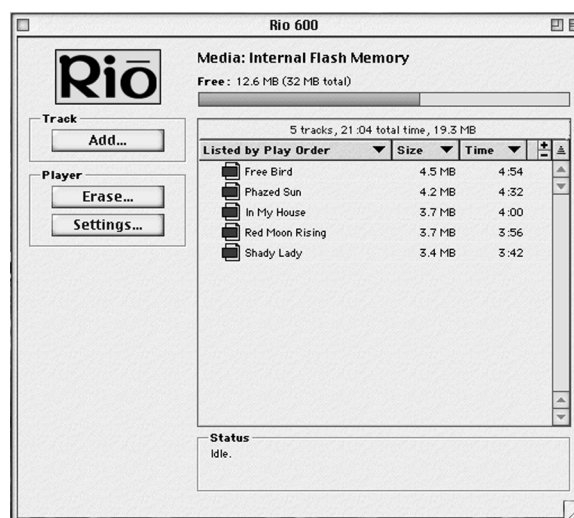 Rio 600
Rio
Media: Internal Flash Memory
Free: 12.6 MB (32 MB total)
Track
Add...
Player
Erase...
Settings...
5 tracks, 21:04 total time, 19.3 MB
Listed by Play Order Size Time
Free Bird 4.5 MB 4:54
Phazed Sun 4.2 MB 4:32
In My House 3.7 MB 4:00
Red Moon Rising 3.7 MB 3:56
Shady Lady 3.4 MB 3:42
Status
Idle.